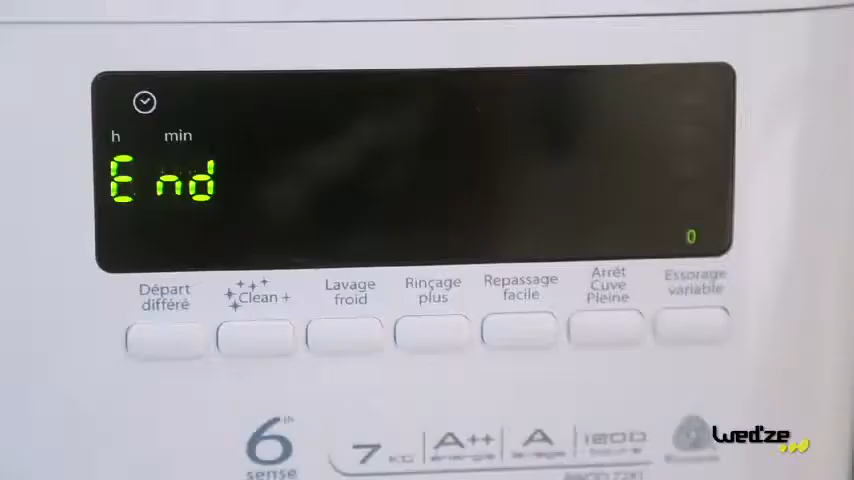 h min
End
0
Départ
différé
Clean +
Lavage
froid
Rinçage
plus
Repassage
facile
Arrêt
Cuve
Pleine
Essorage
variable
6th
sense
7 KG
A++
A
1200
wed'ze